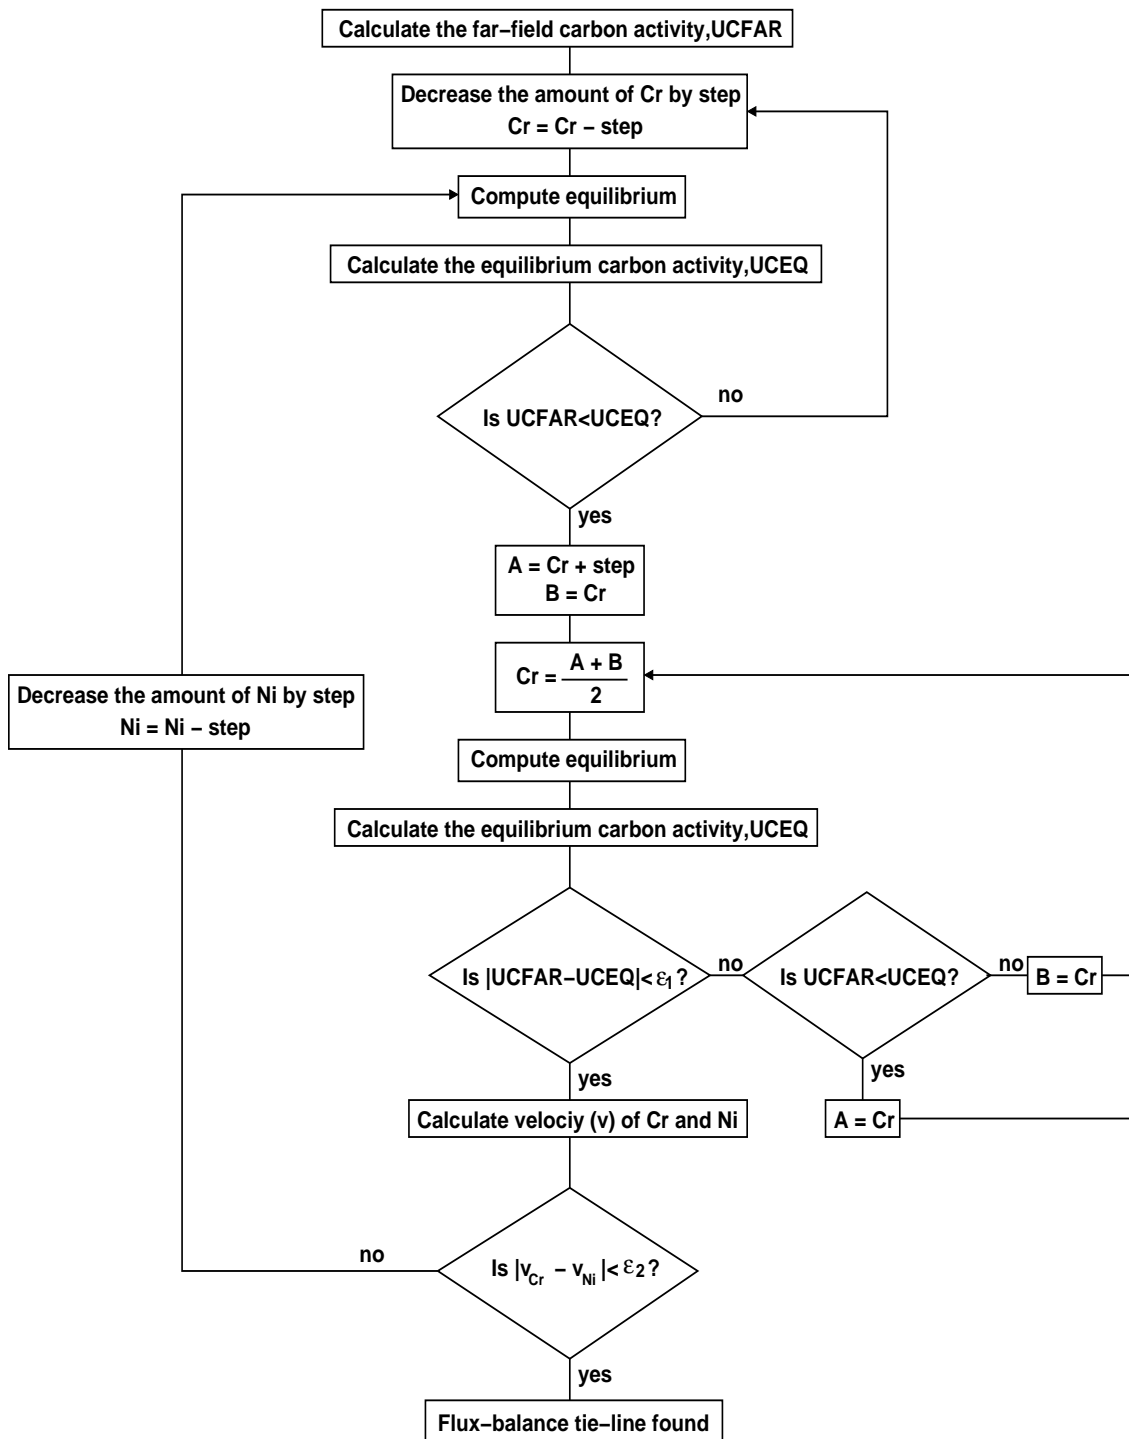 Calculate the far–field carbon activity,UCFAR
Decrease the amount of Cr by step
Cr = Cr – step
Compute equilibrium
Calculate the equilibrium carbon activity,UCEQ
Is UCFAR<UCEQ?
no
yes
A = Cr + step
B = Cr
Cr = A + B / 2
Decrease the amount of Ni by step
Ni = Ni – step
Compute equilibrium
Calculate the equilibrium carbon activity,UCEQ
Is |UCFAR–UCEQ|< ε1 ?
no
Is UCFAR<UCEQ?
no
B = Cr
yes
yes
A = Cr
Calculate velociy (v) of Cr and Ni
no
Is |vCr – vNi |< ε2 ?
yes
Flux–balance tie–line found